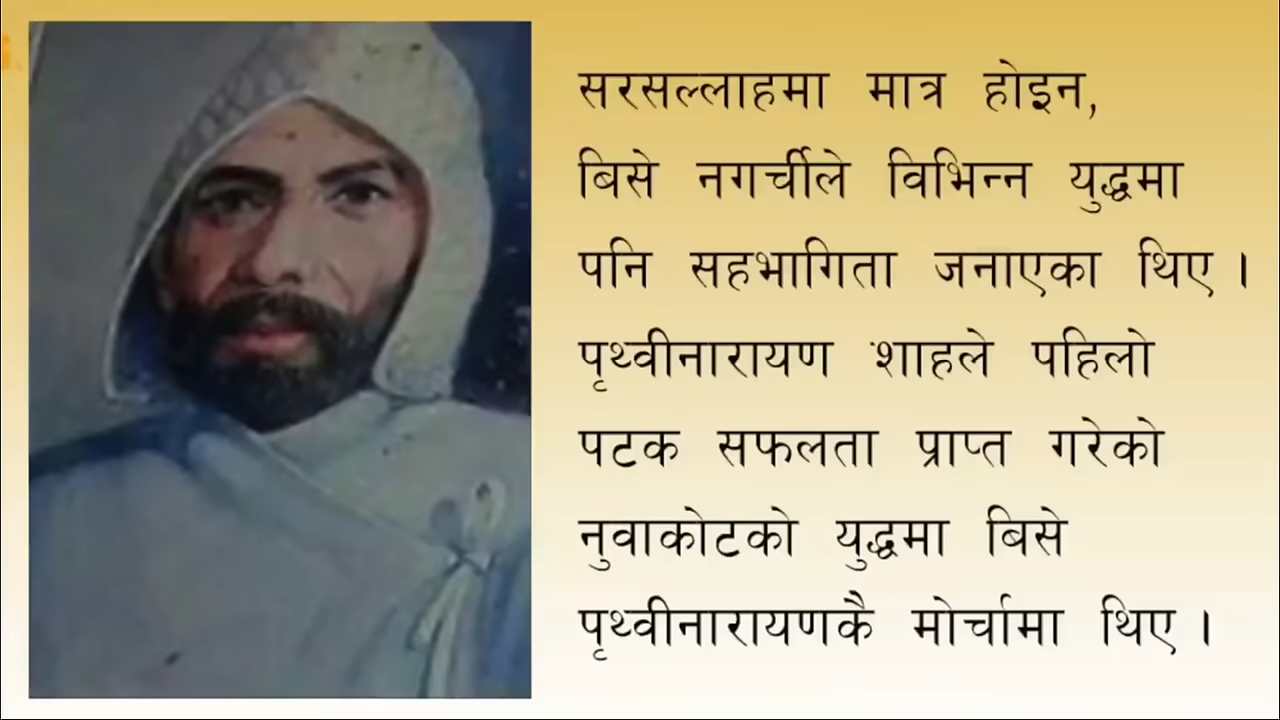 सरसल्लाहमा मात्र होइन,
बिसे नगर्चीले विभिन्न युद्धमा
पनि सहभागिता जनाएका थिए ।
पृथ्वीनारायण शाहले पहिलो
पटक सफलता प्राप्त गरेको
नुवाकोटको युद्धमा बिसे
पृथ्वीनारायणकै मोर्चामा थिए ।